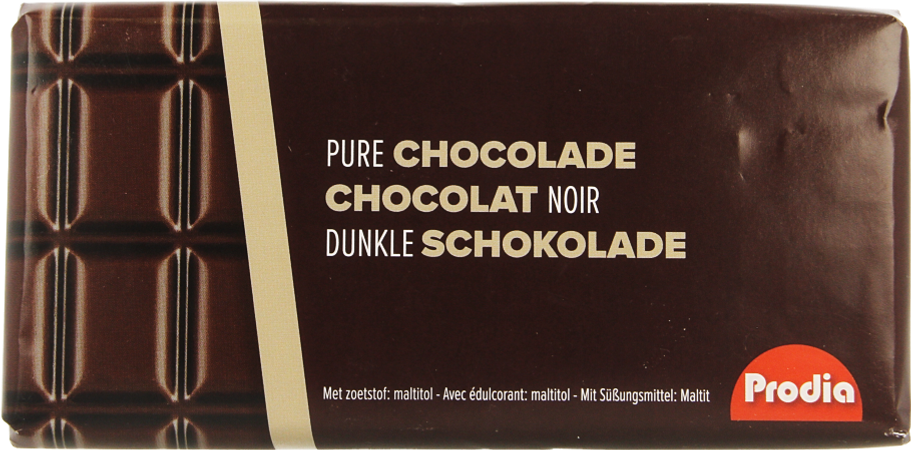 PURE CHOCOLADE
CHOCOLAT NOIR
DUNKLE SCHOKOLADE
Met zoetstof: maltitol - Avec édulcorant: maltitol - Mit Süßungsmittel: Maltit
Prodia